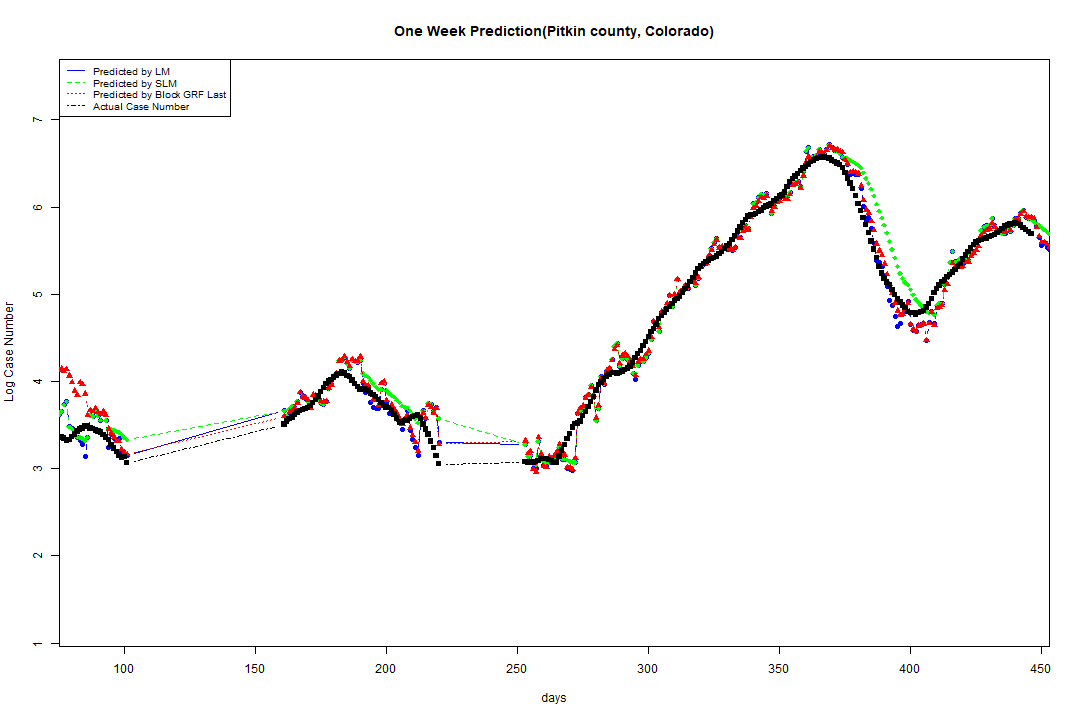 One Week Prediction(Pitkin county, Colorado)
Predicted by LM
Predicted by SLM
Predicted by Block GRF Last
Actual Case Number
7
6
5
4
3
2
1
Log Case Number
100 150 200 250 300 350 400 450
days